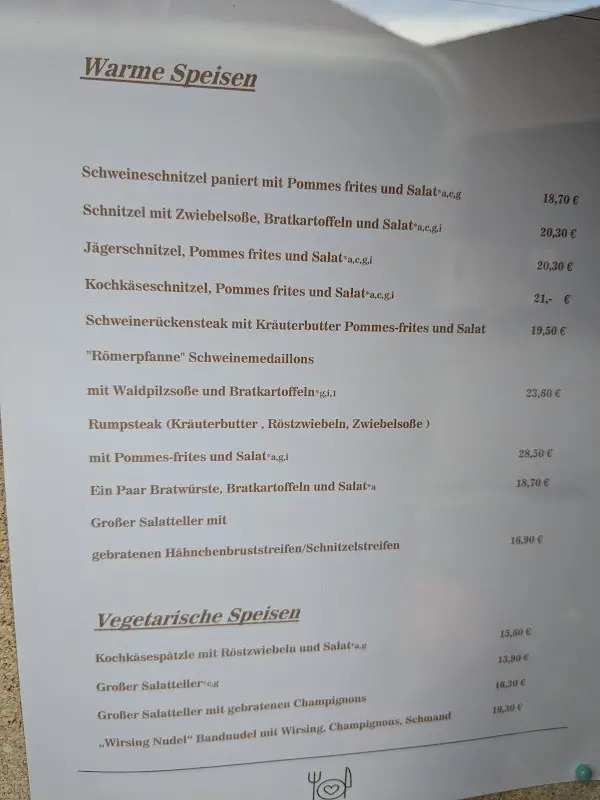 Warme Speisen
Schweineschnitzel paniert mit Pommes frites und Salat*a,c,g 18,70 €
Schnitzel mit Zwiebelsoße, Bratkartoffeln und Salat*a,c,g,i 20,30 €
Jägerschnitzel, Pommes frites und Salat*a,c,g,i 20,30 €
Kochkäseschnitzel, Pommes frites und Salat*a,c,g,i 21,- €
Schweinerückensteak mit Kräuterbutter Pommes-frites und Salat 19,50 €
"Römerpfanne" Schweinemedaillons
mit Waldpilzsoße und Bratkartoffeln*g,i,1 23,60 €
Rumpsteak (Kräuterbutter , Röstzwiebeln, Zwiebelsoße )
mit Pommes-frites und Salat*a,g,i 28,50 €
Ein Paar Bratwürste, Bratkartoffeln und Salat*a 18,70 €
Großer Salatteller mit
gebratenen Hähnchenbruststreifen/Schnitzelstreifen 16,90 €
Vegetarische Speisen
Kochkäsespätzle mit Röstzwiebeln und Salat*a,g 15,60 €
Großer Salatteller*c,g 13,90 €
Großer Salatteller mit gebratenen Champignons 16,30 €
„Wirsing Nudel“ Bandnudel mit Wirsing, Champignons, Schmand 18,30 €